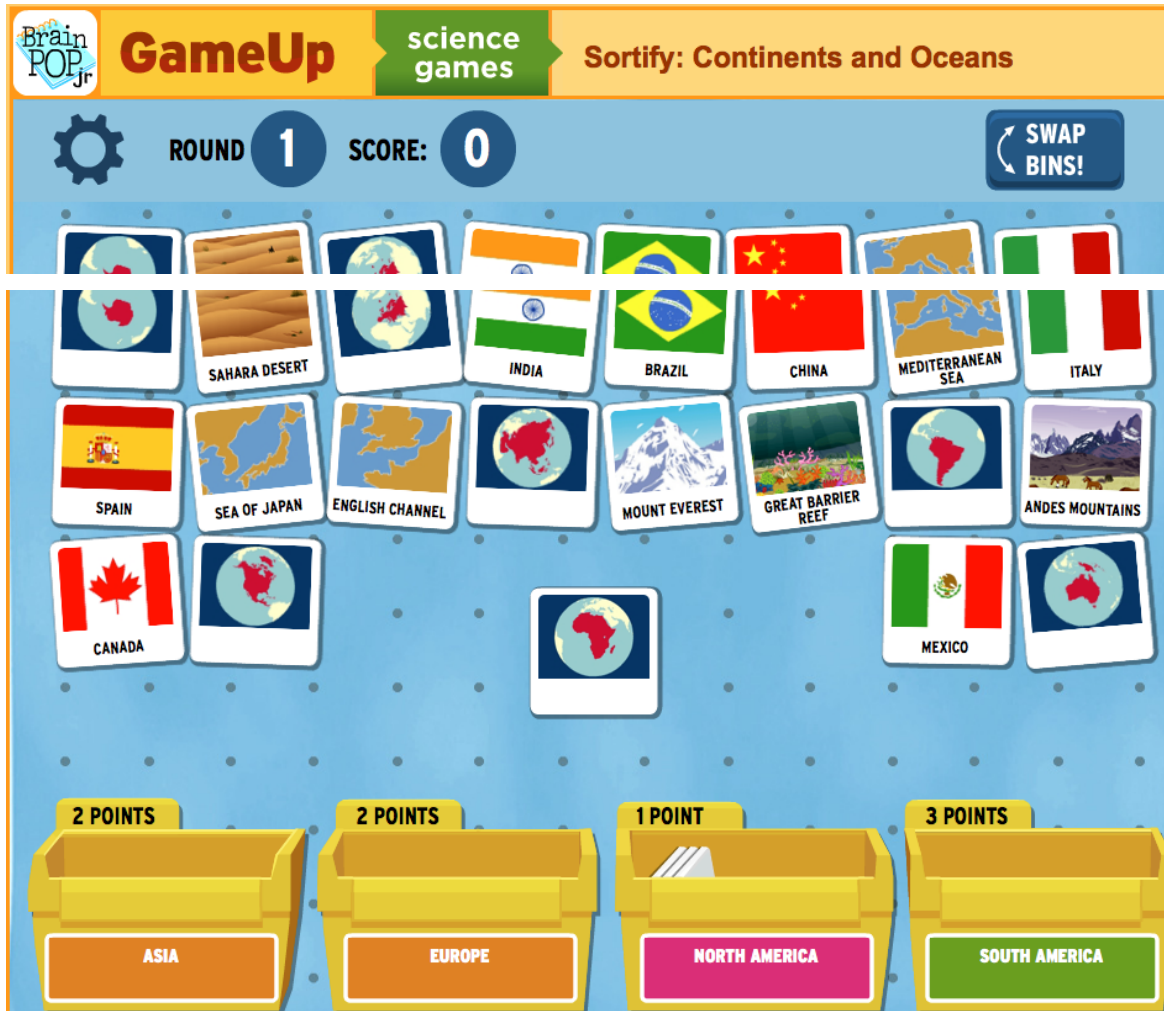 Brain
POP jr
GameUp
science
games
Sortify: Continents and Oceans
ROUND 1 SCORE: 0
SWAP
BINS!
SAHARA DESERT
INDIA
BRAZIL
CHINA
MEDITERRANEAN
SEA
ITALY
SPAIN
SEA OF JAPAN
ENGLISH CHANNEL
MOUNT EVEREST
GREAT BARRIER
REEF
ANDES MOUNTAINS
CANADA
MEXICO
2 POINTS
2 POINTS
1 POINT
3 POINTS
ASIA
EUROPE
NORTH AMERICA
SOUTH AMERICA